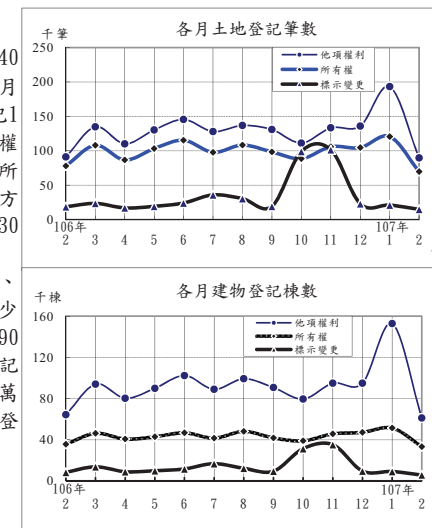 40
月
記1
權
所
方
30
、
少
90
記
萬
登
各月土地登記筆數
千筆
他項權利
所有權
標示變更
250
200
150
100
50
0
106年
107年
2 3 4 5 6 7 8 9 10 11 12 1 2
各月建物登記棟數
千棟
他項權利
所有權
標示變更
160
120
80
40
0
106年
107年
2 3 4 5 6 7 8 9 10 11 12 1 2